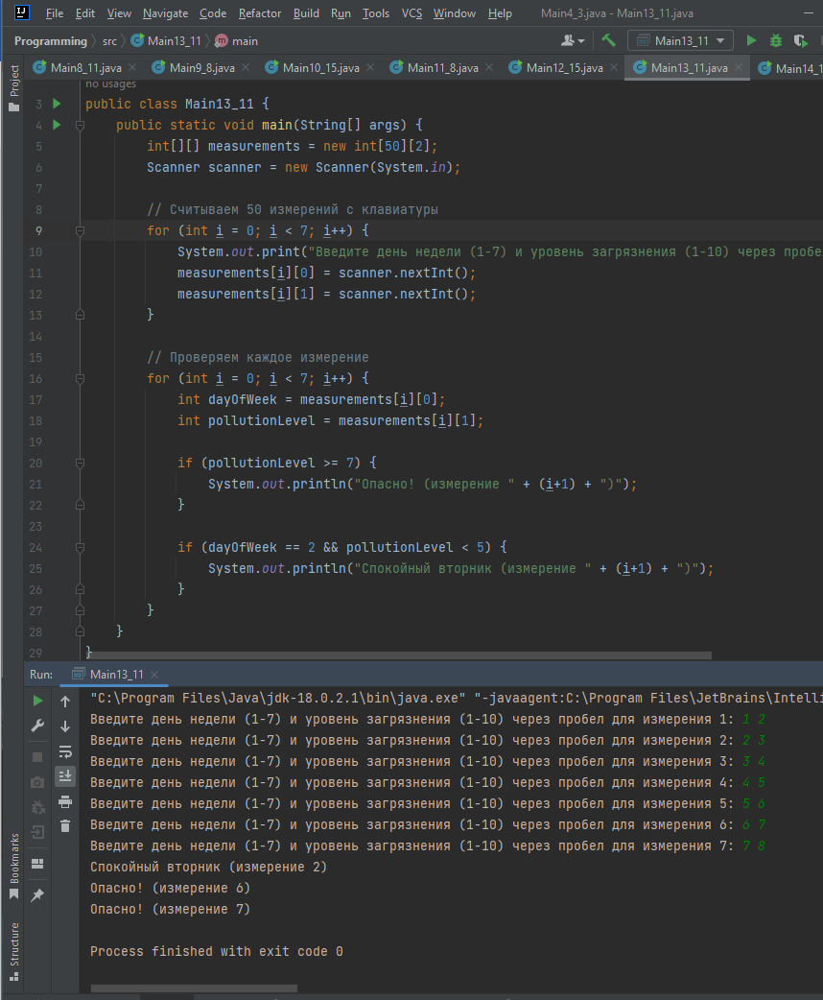 File Edit View Navigate Code Refactor Build Run Tools VCS Window Help Main4_3.java - Main13_11.java
Programming src Main13_11 main Main13_11
Main8_11.java Main9_8.java Main10_15.java Main11_8.java Main12_15.java Main13_11.java Main14_1
Project
no usages
3 public class Main13_11 {
4 public static void main(String[] args) {
5 int[][] measurements = new int[50][2];
6 Scanner scanner = new Scanner(System.in);
7
8 // Считываем 50 измерений с клавиатуры
9 for (int i = 0; i < 7; i++) {
10 System.out.print("Введите день недели (1-7) и уровень загрязнения (1-10) через пробе
11 measurements[i][0] = scanner.nextInt();
12 measurements[i][1] = scanner.nextInt();
13 }
14
15 // Проверяем каждое измерение
16 for (int i = 0; i < 7; i++) {
17 int dayOfWeek = measurements[i][0];
18 int pollutionLevel = measurements[i][1];
19
20 if (pollutionLevel >= 7) {
21 System.out.println("Опасно! (измерение " + (i+1) + ")");
22 }
23
24 if (dayOfWeek == 2 && pollutionLevel < 5) {
25 System.out.println("Спокойный вторник (измерение " + (i+1) + ")");
26 }
27 }
28 }
29 }
Run: Main13_11
"C:\Program Files\Java\jdk-18.0.2.1\bin\java.exe" "-javaagent:C:\Program Files\JetBrains\Intelli
Введите день недели (1-7) и уровень загрязнения (1-10) через пробел для измерения 1: 1 2
Введите день недели (1-7) и уровень загрязнения (1-10) через пробел для измерения 2: 2 3
Введите день недели (1-7) и уровень загрязнения (1-10) через пробел для измерения 3: 3 4
Введите день недели (1-7) и уровень загрязнения (1-10) через пробел для измерения 4: 4 5
Введите день недели (1-7) и уровень загрязнения (1-10) через пробел для измерения 5: 5 6
Введите день недели (1-7) и уровень загрязнения (1-10) через пробел для измерения 6: 6 7
Введите день недели (1-7) и уровень загрязнения (1-10) через пробел для измерения 7: 7 8
Спокойный вторник (измерение 2)
Опасно! (измерение 6)
Опасно! (измерение 7)
Process finished with exit code 0
Bookmarks
Structure